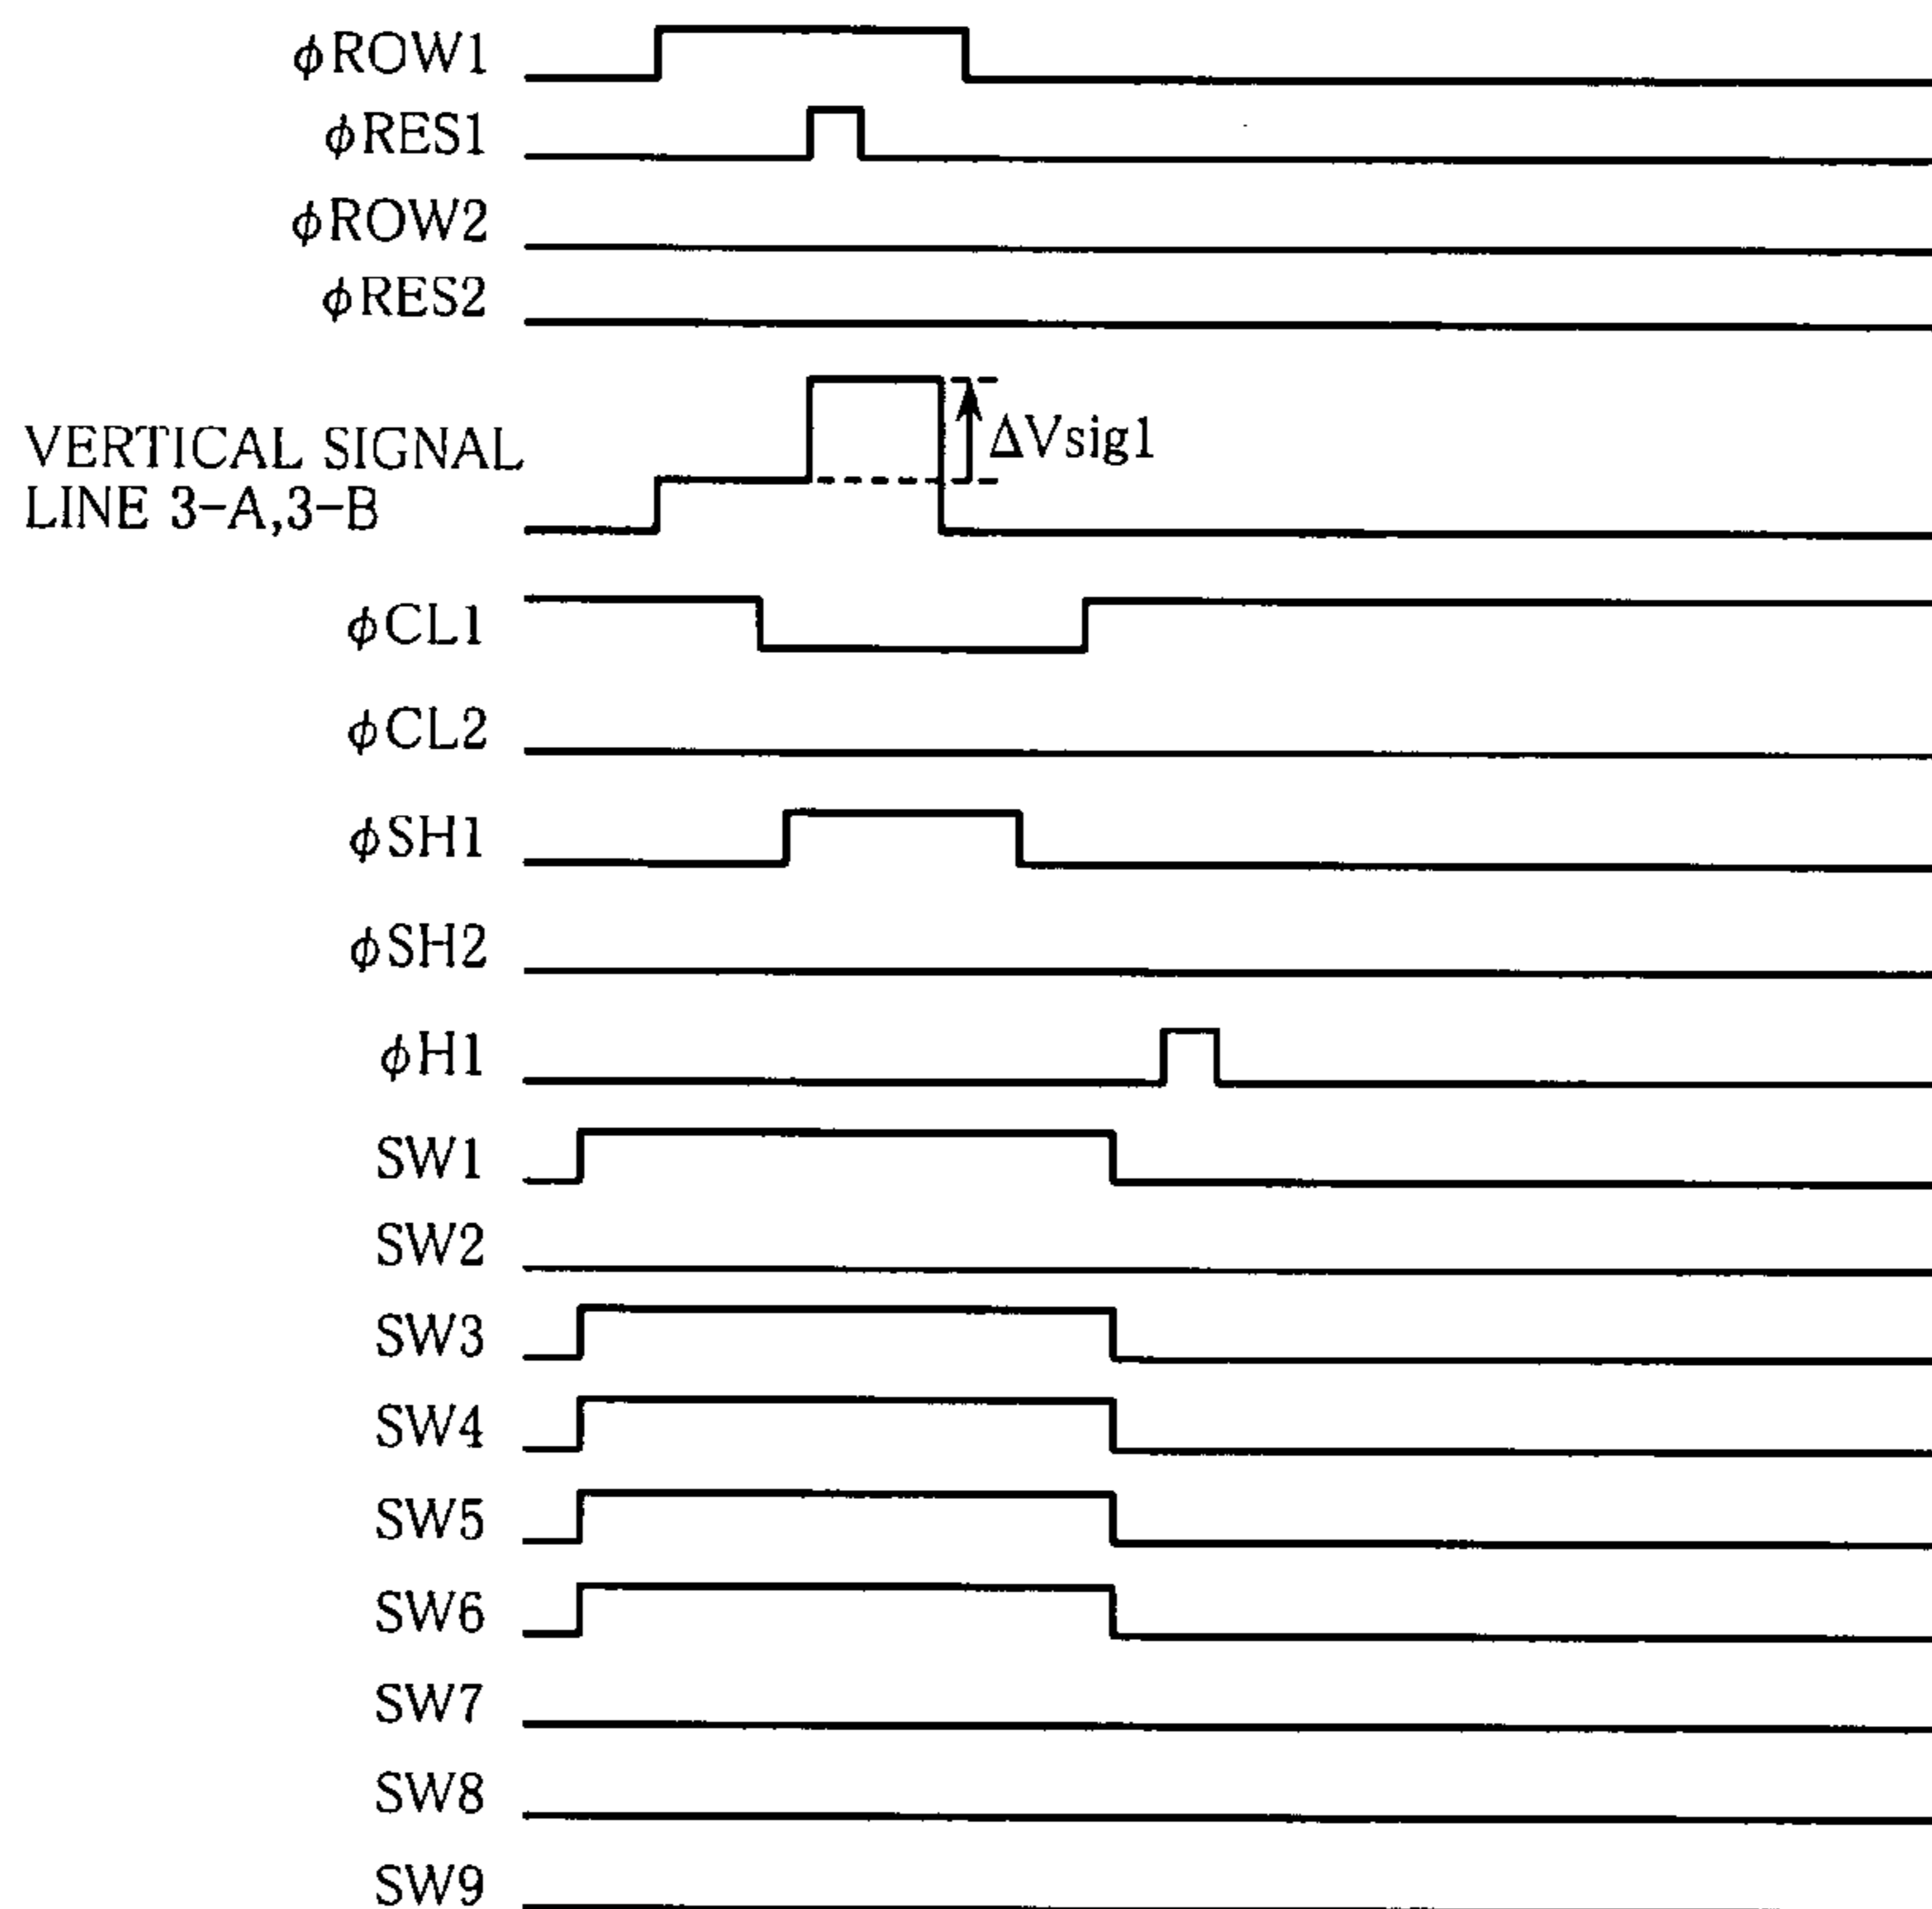 φROW1
φRES1
φROW2
φRES2
ΔVsig1
VERTICAL SIGNAL
LINE 3-A,3-B
φCL1
φCL2
φSH1
φSH2
φH1
SW1
SW2
SW3
SW4
SW5
SW6
SW7
SW8
SW9